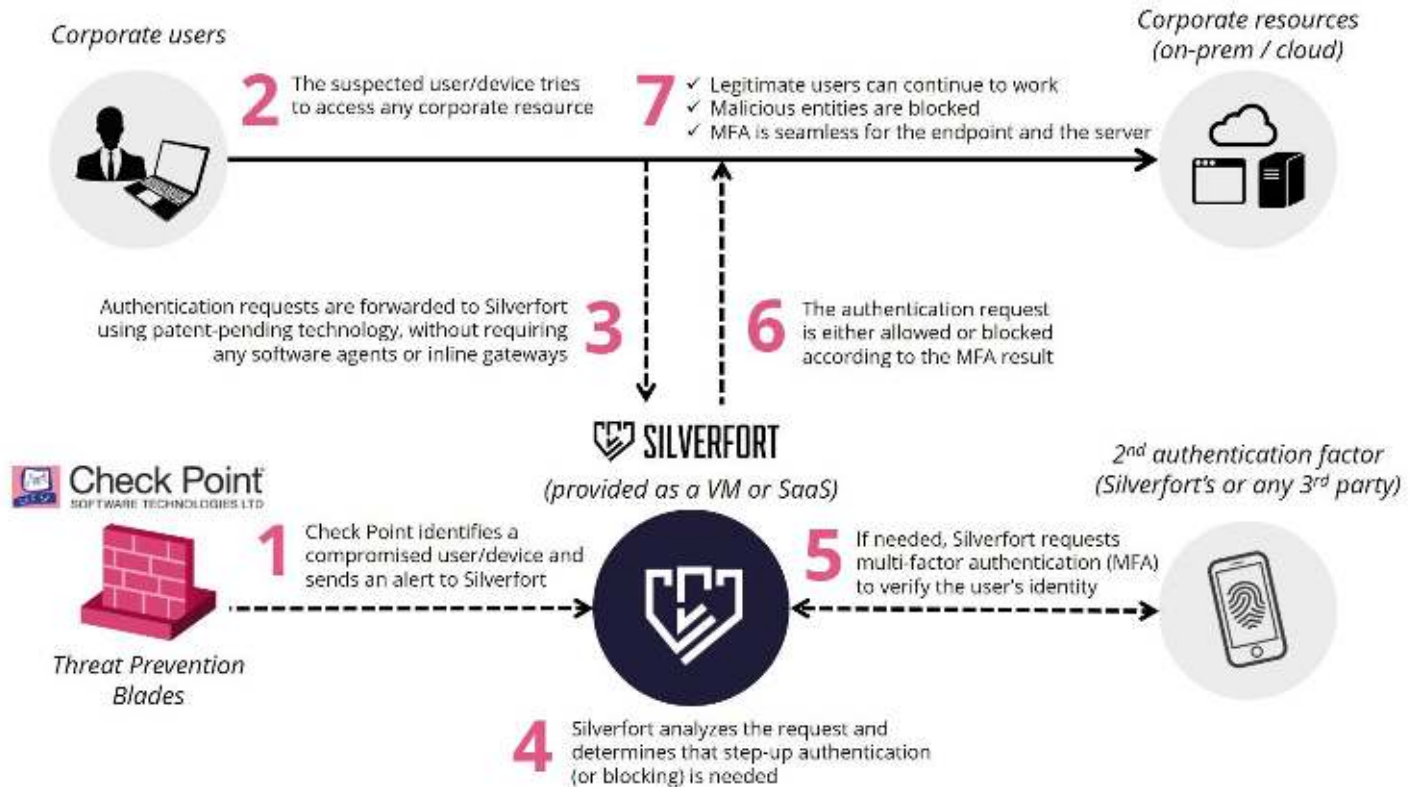 Corporate users
Corporate resources
(on-prem / cloud)
2
The suspected user/device tries
to access any corporate resource
7
✓ Legitimate users can continue to work
✓ Malicious entities are blocked
✓ MFA is seamless for the endpoint and the server
Authentication requests are forwarded to Silverfort
using patent-pending technology, without requiring
any software agents or inline gateways
3
6
The authentication request
is either allowed or blocked
according to the MFA result
SILVERFORT
(provided as a VM or SaaS)
Check Point
SOFTWARE TECHNOLOGIES LTD
Threat Prevention
Blades
1
Check Point identifies a
compromised user/device and
sends an alert to Silverfort
5
If needed, Silverfort requests
multi-factor authentication (MFA)
to verify the user's identity
2nd authentication factor
(Silverfort's or any 3rd party)
4
Silverfort analyzes the request and
determines that step-up authentication
(or blocking) is needed